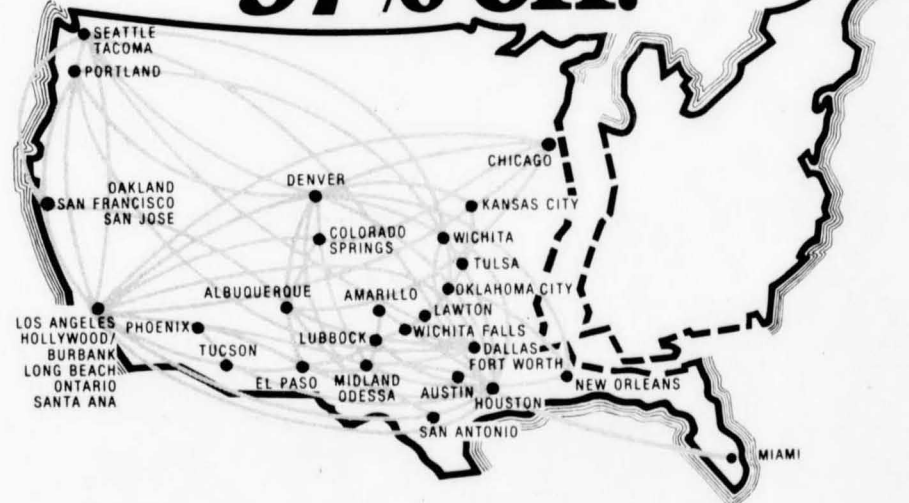 SEATTLE
TACOMA
PORTLAND
CHICAGO
DENVER
OAKLAND
SAN FRANCISCO
SAN JOSE
KANSAS CITY
COLORADO
SPRINGS
WICHITA
TULSA
ALBUQUERQUE
AMARILLO
OKLAHOMA CITY
LAWTON
LOS ANGELES
HOLLYWOOD/
BURBANK
LONG BEACH
ONTARIO
SANTA ANA
PHOENIX
WICHITA FALLS
LUBBOCK
TUCSON
DALLAS
FORT WORTH
EL PASO
MIDLAND
ODESSA
AUSTIN
HOUSTON
NEW ORLEANS
SAN ANTONIO
MIAMI